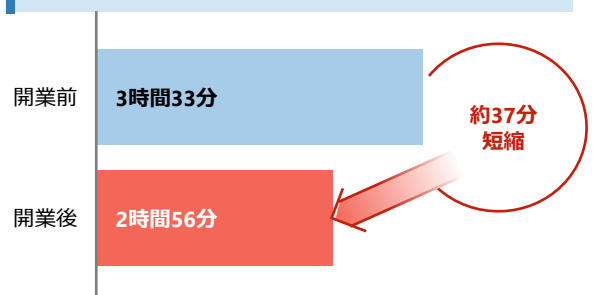 開業前
3時間33分
約37分
短縮
開業後
2時間56分